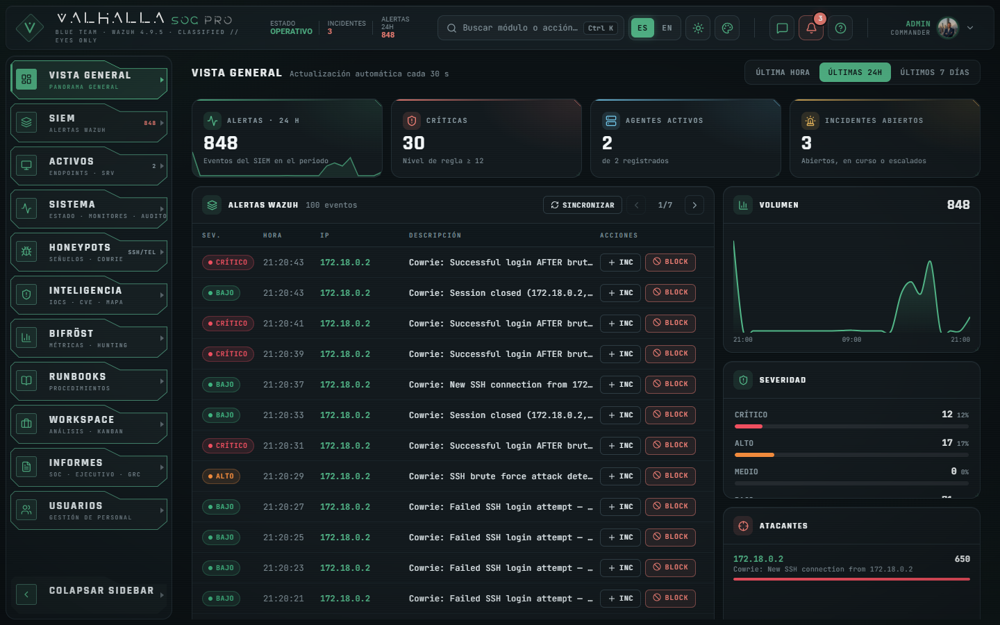 VALHALLA SOC PRO
BLUE TEAM · WAZUH 4.9.5 · CLASSIFIED //
EYES ONLY
ESTADO
OPERATIVO
INCIDENTES
3
ALERTAS
24H
848
Buscar módulo o acción… Ctrl K
ES EN
3
ADMIN
COMMANDER
VISTA GENERAL
PANORAMA GENERAL
SIEM
ALERTAS WAZUH
848
ACTIVOS
ENDPOINTS · SRV
2
SISTEMA
ESTADO · MONITORES · AUDITO
HONEYPOTS
SEÑUELOS · COWRIE
SSH/TEL
INTELIGENCIA
IOCS · CVE · MAPA
BIFRÖST
MÉTRICAS · HUNTING
RUNBOOKS
PROCEDIMIENTOS
WORKSPACE
ANÁLISIS · KANBAN
INFORMES
SOC · EJECUTIVO · GRC
USUARIOS
GESTIÓN DE PERSONAL
COLAPSAR SIDEBAR
VISTA GENERAL Actualización automática cada 30 s
ÚLTIMA HORA ÚLTIMAS 24H ÚLTIMOS 7 DÍAS
ALERTAS · 24 H
848
Eventos del SIEM en el periodo
CRÍTICAS
30
Nivel de regla ≥ 12
AGENTES ACTIVOS
2
de 2 registrados
INCIDENTES ABIERTOS
3
Abiertos, en curso o escalados
ALERTAS WAZUH 100 eventos SINCRONIZAR 1/7
SEV. HORA IP DESCRIPCIÓN ACCIONES
CRÍTICO 21:20:43 172.18.0.2 Cowrie: Successful login AFTER brut… + INC BLOCK
BAJO 21:20:43 172.18.0.2 Cowrie: Session closed (172.18.0.2,… + INC BLOCK
CRÍTICO 21:20:41 172.18.0.2 Cowrie: Successful login AFTER brut… + INC BLOCK
CRÍTICO 21:20:39 172.18.0.2 Cowrie: Successful login AFTER brut… + INC BLOCK
BAJO 21:20:37 172.18.0.2 Cowrie: New SSH connection from 172… + INC BLOCK
BAJO 21:20:33 172.18.0.2 Cowrie: Session closed (172.18.0.2,… + INC BLOCK
CRÍTICO 21:20:31 172.18.0.2 Cowrie: Successful login AFTER brut… + INC BLOCK
ALTO 21:20:29 172.18.0.2 Cowrie: SSH brute force attack dete… + INC BLOCK
BAJO 21:20:27 172.18.0.2 Cowrie: Failed SSH login attempt — … + INC BLOCK
BAJO 21:20:25 172.18.0.2 Cowrie: Failed SSH login attempt — … + INC BLOCK
BAJO 21:20:23 172.18.0.2 Cowrie: Failed SSH login attempt — … + INC BLOCK
BAJO 21:20:21 172.18.0.2 Cowrie: Failed SSH login attempt — … + INC BLOCK
VOLUMEN 848
21:00 09:00 21:00
SEVERIDAD
CRÍTICO 12 12%
ALTO 17 17%
MEDIO 0 0%
ATACANTES
172.18.0.2 650
Cowrie: New SSH connection from 172.18.0.2